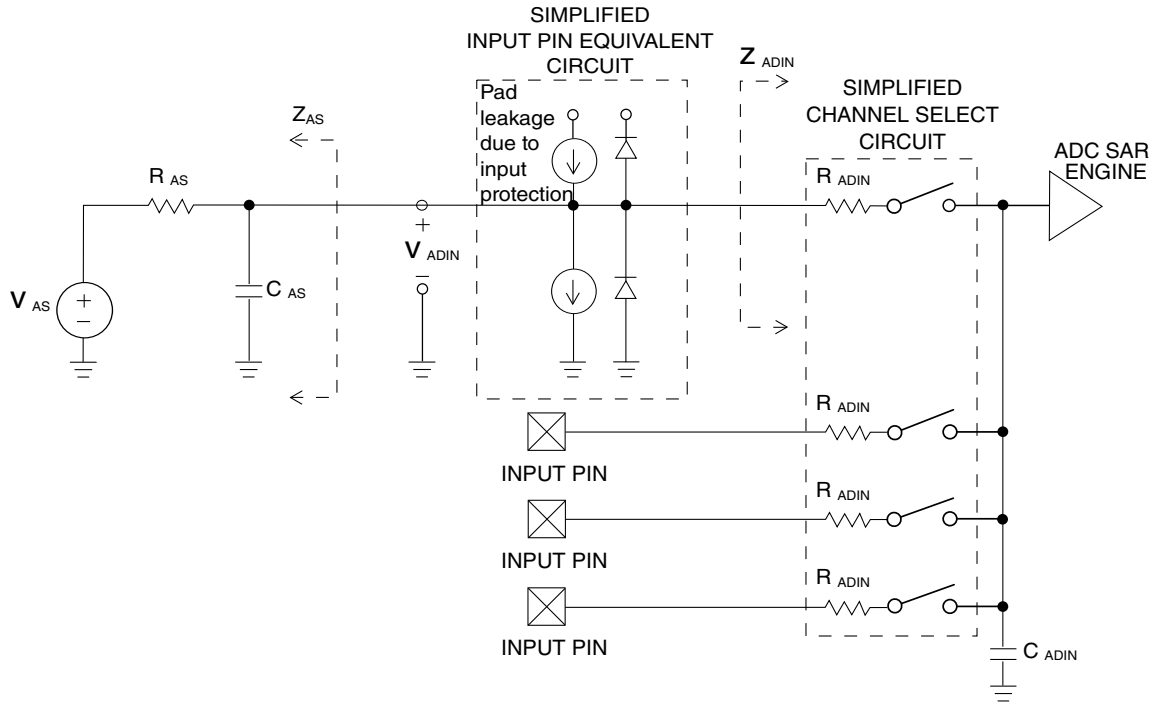 SIMPLIFIED
INPUT PIN EQUIVALENT
CIRCUIT
Pad
leakage
due to
input
protection
Z ADIN
SIMPLIFIED
CHANNEL SELECT
CIRCUIT
ADC SAR
ENGINE
Z AS
R AS
R ADIN
+
V ADIN
–
V AS
+
–
C AS
R ADIN
INPUT PIN
R ADIN
INPUT PIN
R ADIN
INPUT PIN
C ADIN